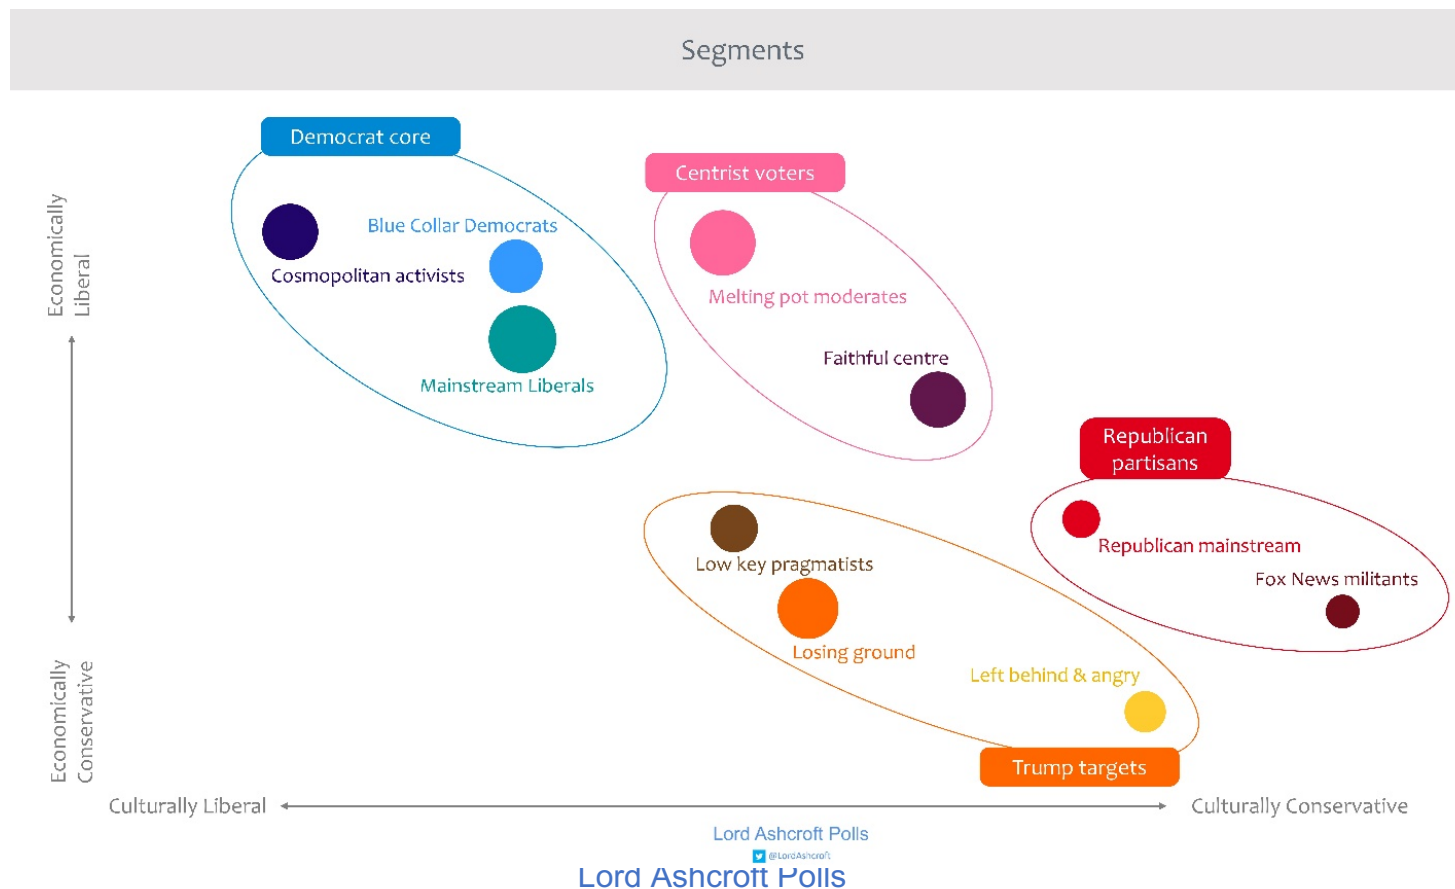 Segments
Democrat core
Centrist voters
Economically
Liberal
Blue Collar Democrats
Cosmopolitan activists
Melting pot moderates
Faithful centre
Mainstream Liberals
Republican
partisans
Republican mainstream
Low key pragmatists
Fox News militants
Losing ground
Left behind & angry
Economically
Conservative
Trump targets
Culturally Liberal
Culturally Conservative
Lord Ashcroft Polls
@LordAshcroft
Lord Ashcroft Polls